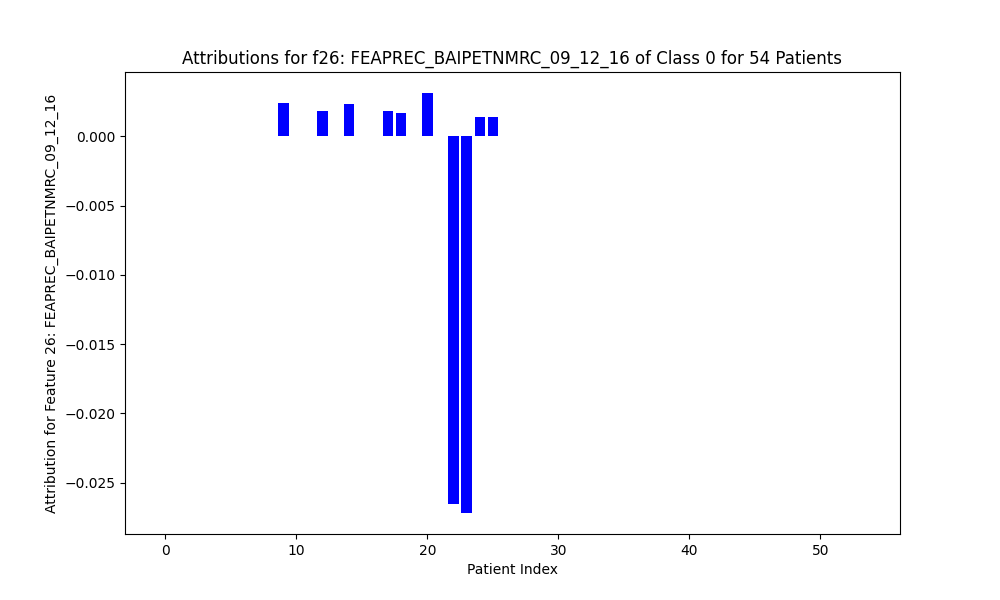 Attributions for f26: FEAPREC_BAIPETNMRC_09_12_16 of Class 0 for 54 Patients
Attribution for Feature 26: FEAPREC_BAIPETNMRC_09_12_16
0.000
−0.005
−0.010
−0.015
−0.020
−0.025
0 10 20 30 40 50
Patient Index